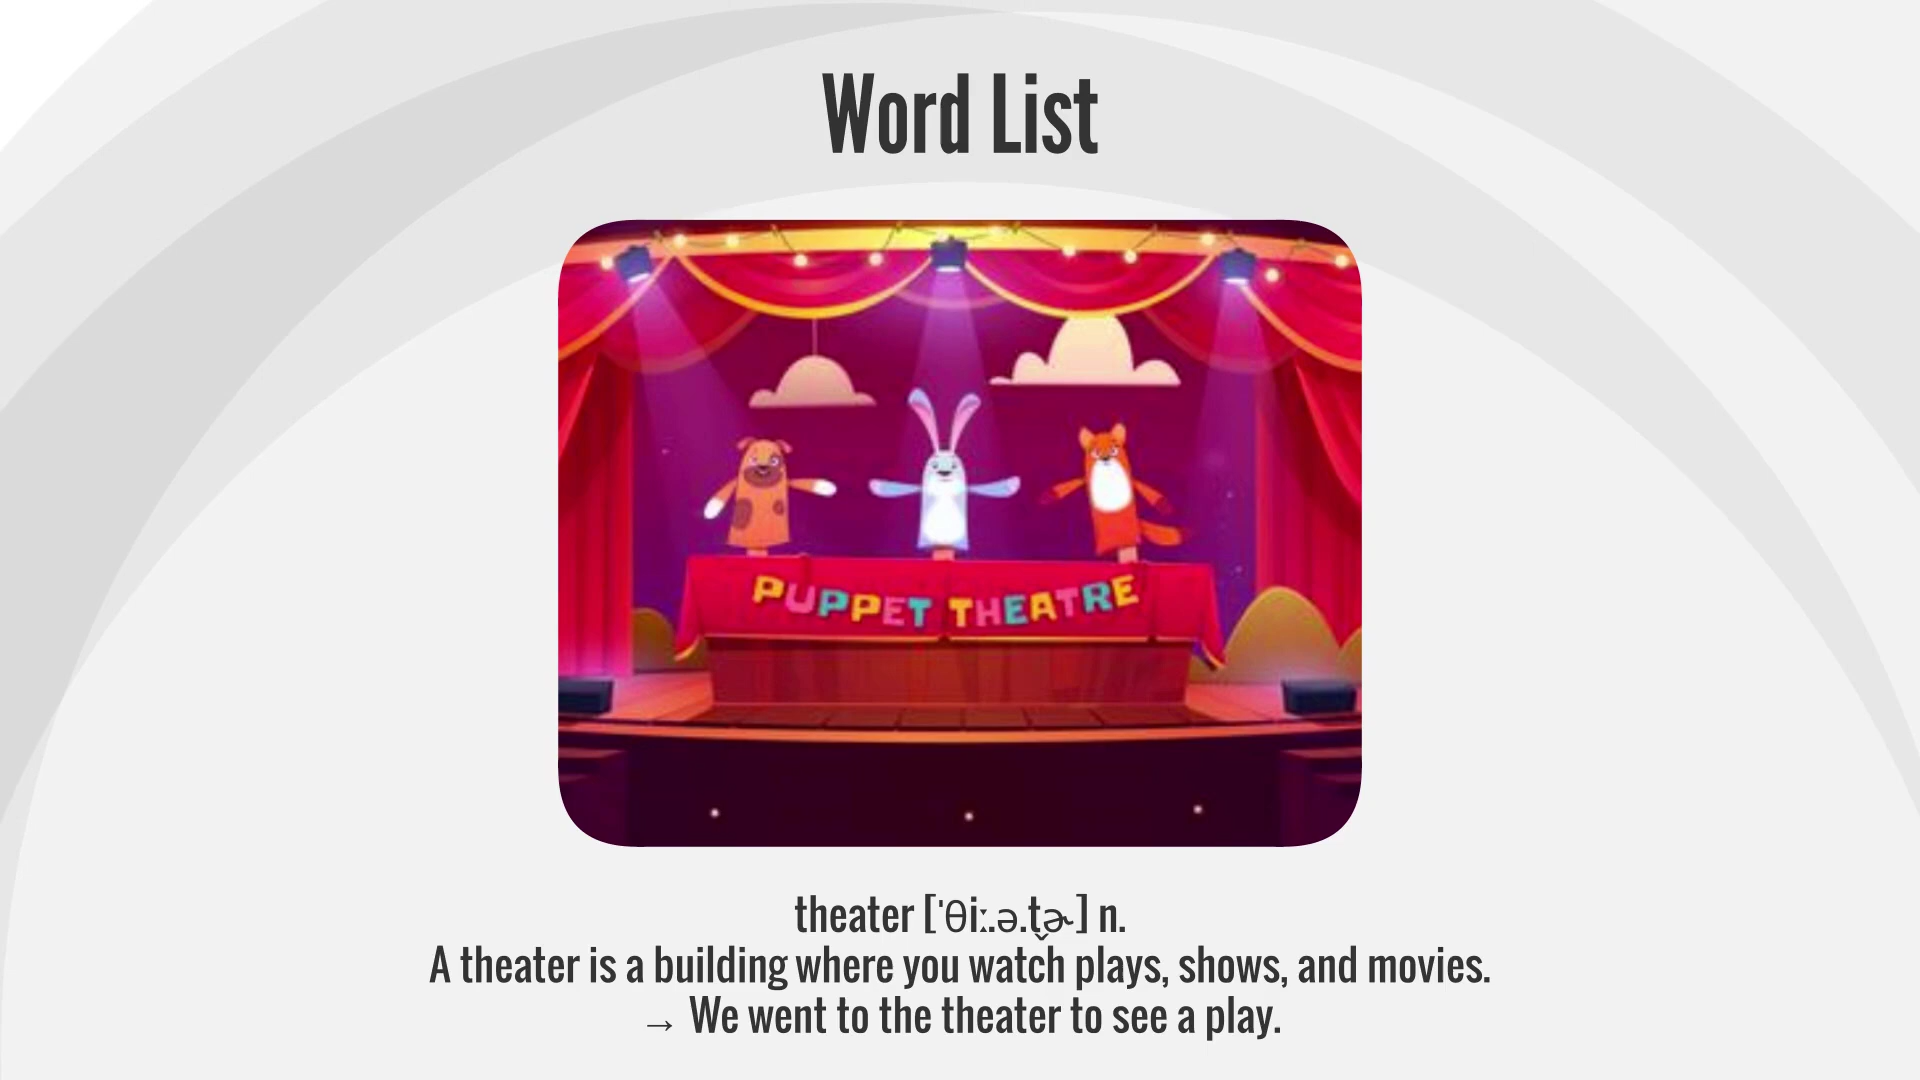 Word List
PUPPET THEATRE
theater [ˈθiː.ə.t̬ɚ] n.
A theater is a building where you watch plays, shows, and movies.
→ We went to the theater to see a play.